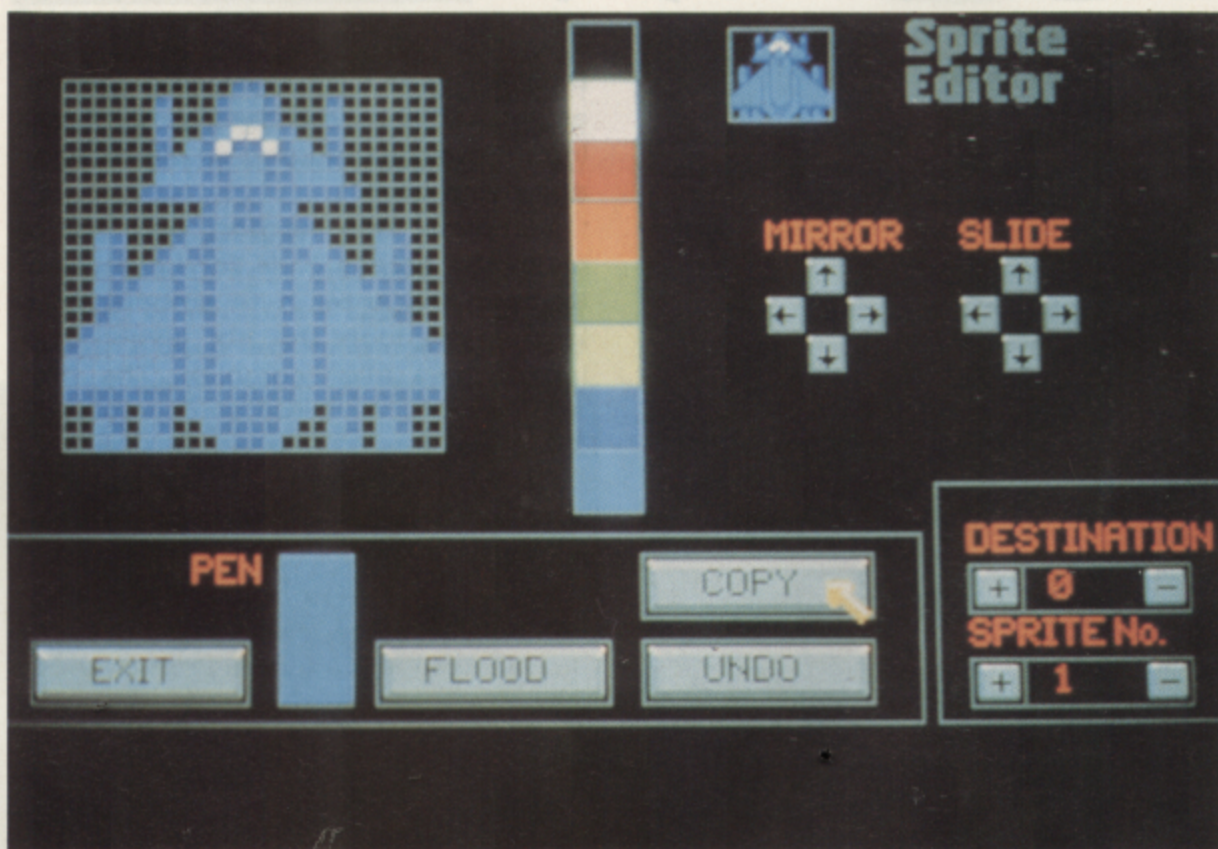 Sprite
Editor
MIRROR SLIDE
PEN
COPY
EXIT
FLOOD
UNDO
DESTINATION
+ 0 -
SPRITE No.
+ 1 -